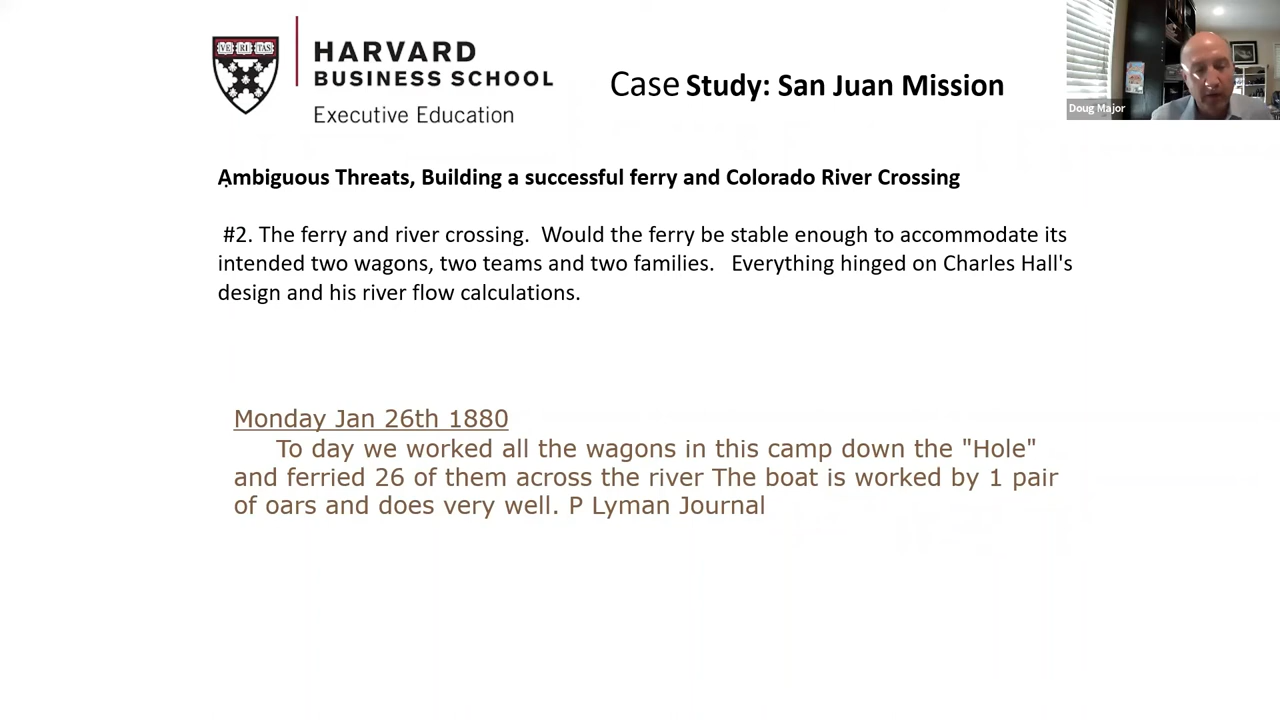 VE RI TAS
HARVARD
BUSINESS SCHOOL
Executive Education
Case Study: San Juan Mission
Doug Major
Ambiguous Threats, Building a successful ferry and Colorado River Crossing
#2. The ferry and river crossing. Would the ferry be stable enough to accommodate its
intended two wagons, two teams and two families. Everything hinged on Charles Hall's
design and his river flow calculations.
Monday Jan 26th 1880
To day we worked all the wagons in this camp down the "Hole"
and ferried 26 of them across the river The boat is worked by 1 pair
of oars and does very well. P Lyman Journal